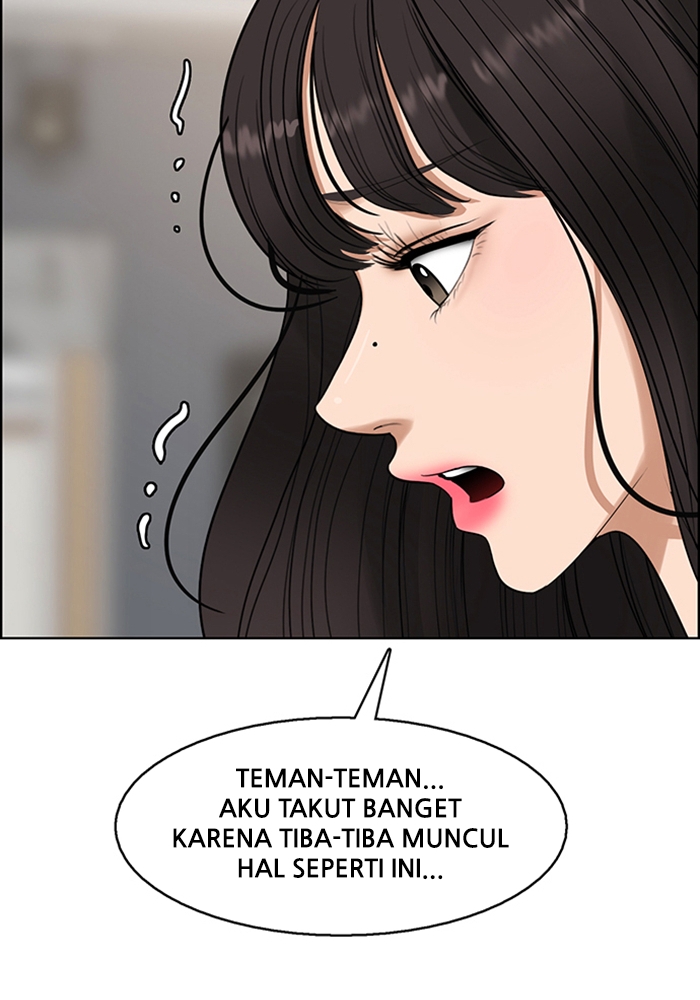 TEMAN-TEMAN...
AKU TAKUT BANGET
KARENA TIBA-TIBA MUNCUL
HAL SEPERTI INI...